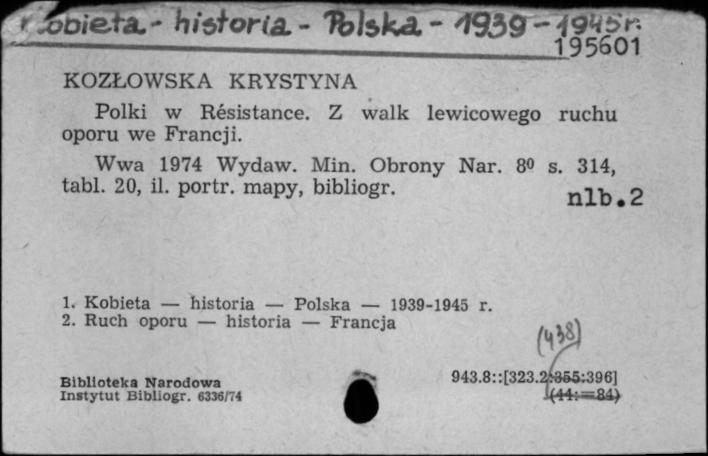 Kobieta - historia - Polska - 1939-1945 r.
195601
KOZŁOWSKA KRYSTYNA
Polki w Résistance. Z walk lewicowego ruchu
oporu we Francji.
Wwa 1974 Wydaw. Min. Obrony Nar. 8º s. 314,
tabl. 20, il. portr. mapy, bibliogr.
nlb.2
1. Kobieta — historia — Polska — 1939-1945 r.
2. Ruch oporu — historia — Francja
(438)
943.8::[323.2:355:396]
(44:=84)
Biblioteka Narodowa
Instytut Bibliogr. 6336/74